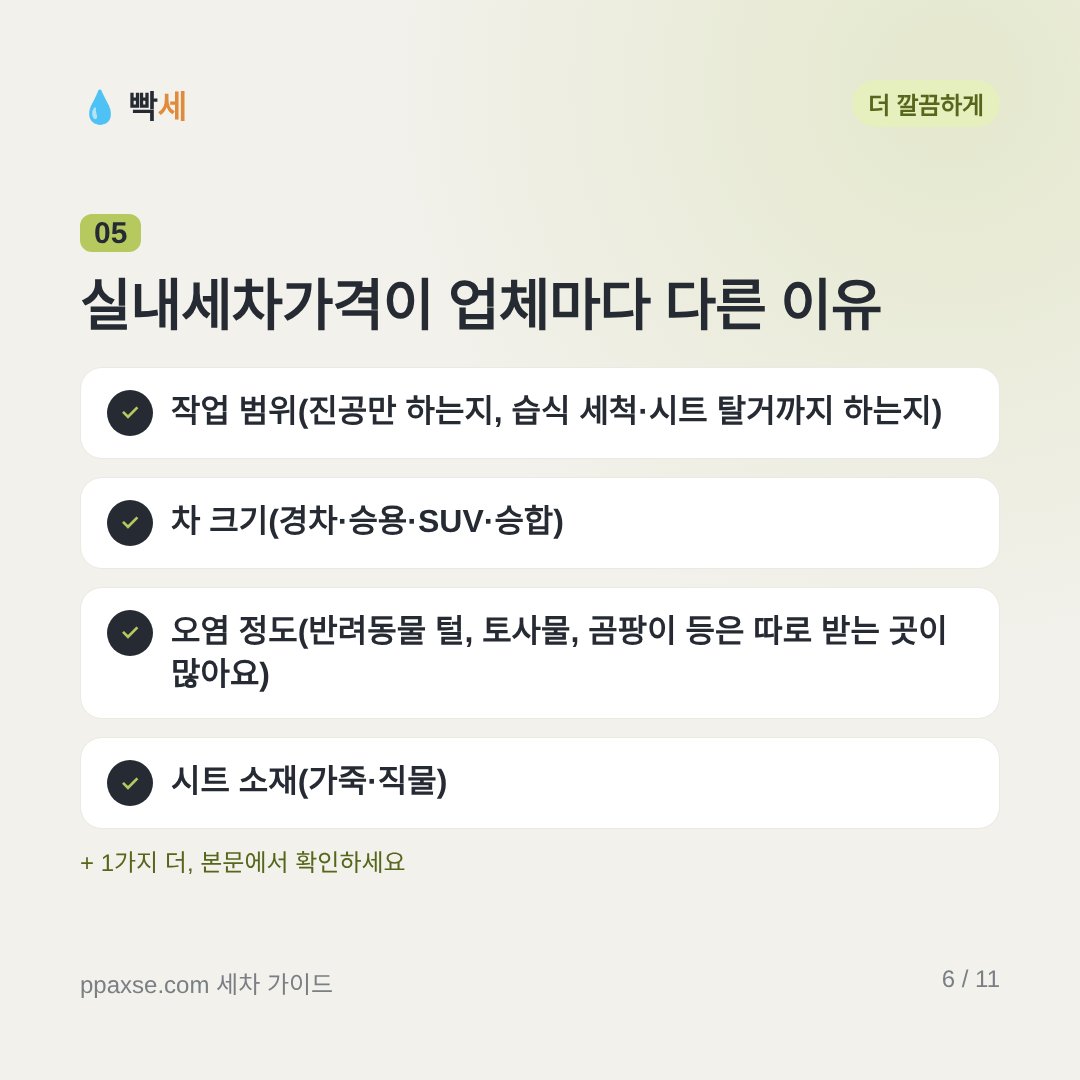 빡세
더 깔끔하게
05
실내세차가격이 업체마다 다른 이유
작업 범위(진공만 하는지, 습식 세척·시트 탈거까지 하는지)
차 크기(경차·승용·SUV·승합)
오염 정도(반려동물 털, 토사물, 곰팡이 등은 따로 받는 곳이
많아요)
시트 소재(가죽·직물)
+ 1가지 더, 본문에서 확인하세요
ppaxse.com 세차 가이드
6 / 11